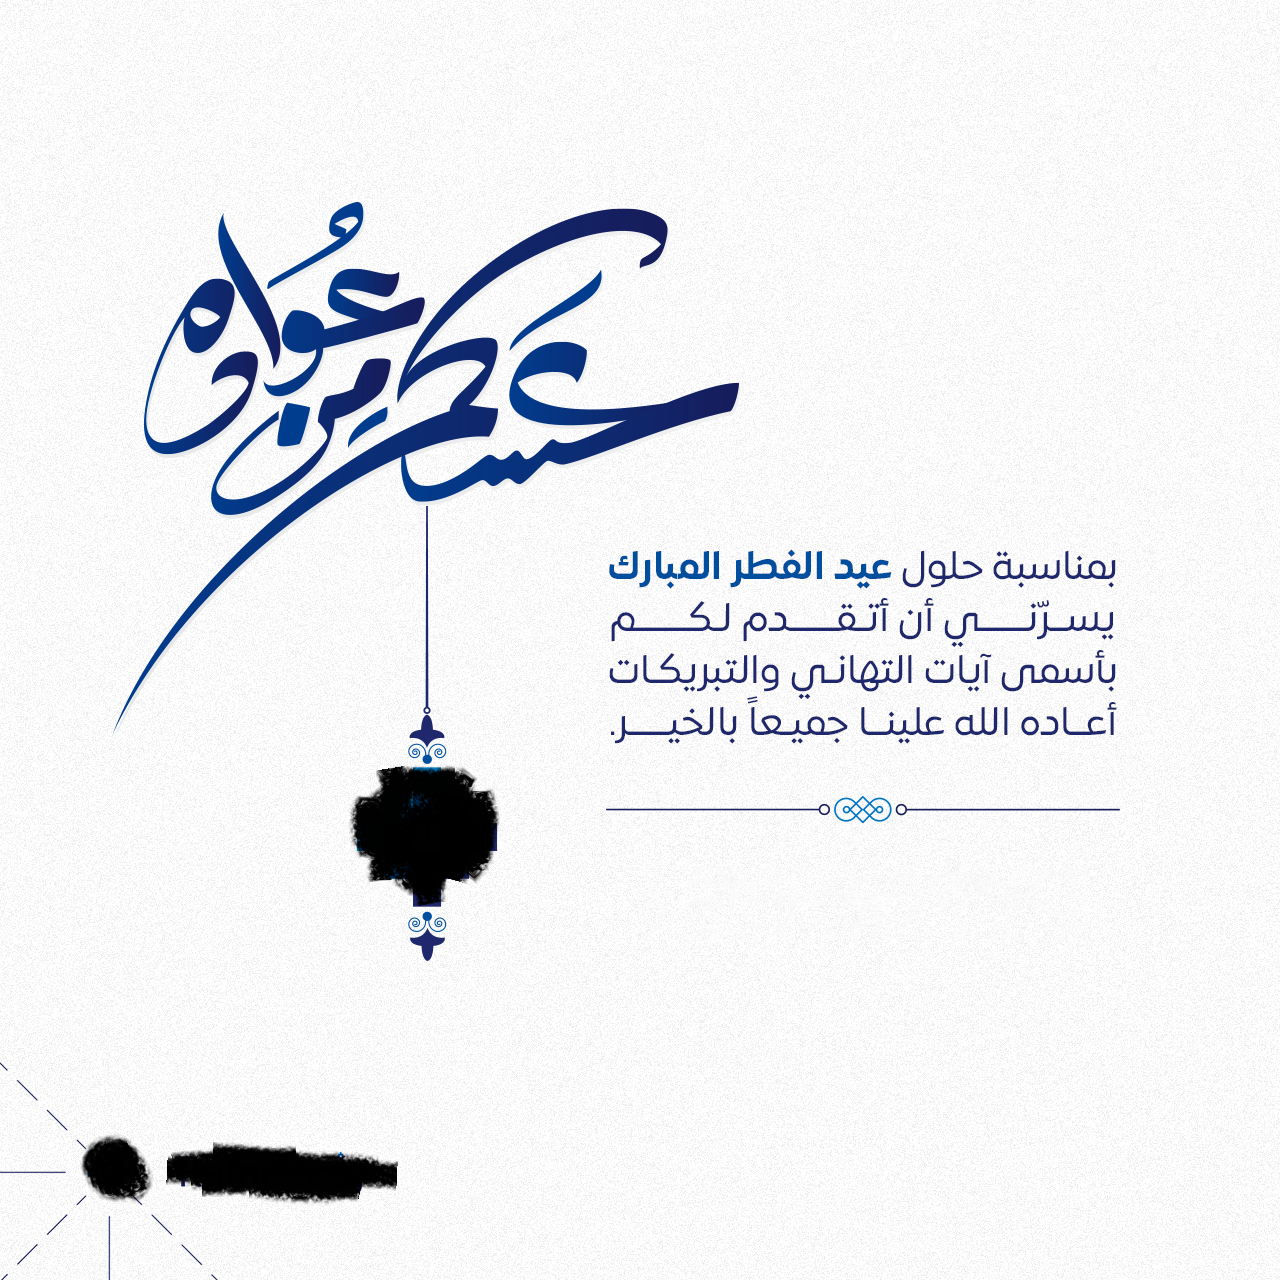 عساكم من عواده
بمناسبة حلول عيد الفطر المبارك
يسرّني أن أتقدم لكم
بأسمى آيات التهاني والتبريكات
أعاده الله علينا جميعاً بالخير.